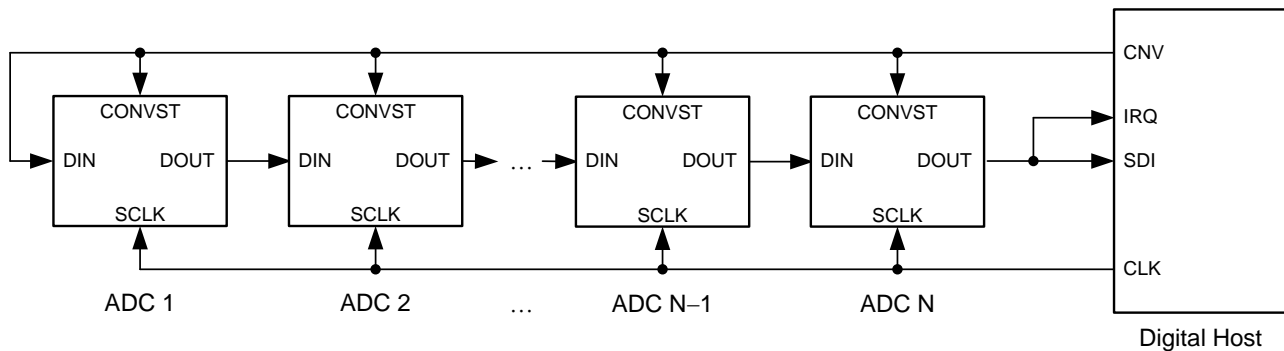 CNV
CONVST CONVST CONVST CONVST
IRQ
DIN DOUT DIN DOUT ... DIN DOUT DIN DOUT SDI
SCLK SCLK SCLK SCLK
CLK
ADC 1 ADC 2 ... ADC N−1 ADC N
Digital Host